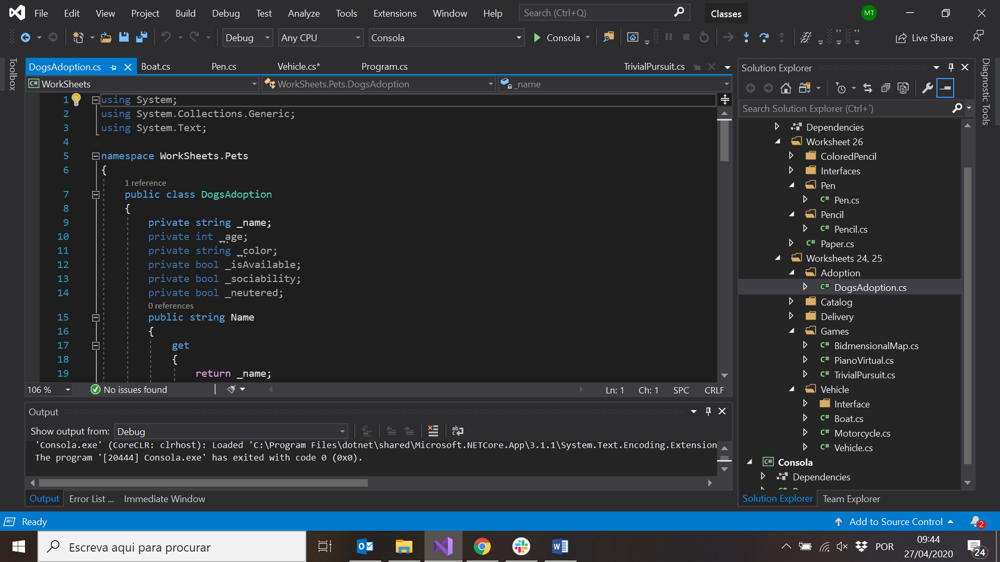 File Edit View Project Build Debug Test Analyze Tools Extensions Window Help Search (Ctrl+Q) Classes MT
Debug Any CPU Consola Consola Live Share
Toolbox
DogsAdoption.cs Boat.cs Pen.cs Vehicle.cs* Program.cs TrivialPursuit.cs
C# WorkSheets WorkSheets.Pets.DogsAdoption _name
1 using System;
2 using System.Collections.Generic;
3 using System.Text;
4
5 namespace WorkSheets.Pets
6 {
1 reference
7 public class DogsAdoption
8 {
9 private string _name;
10 private int _age;
11 private string _color;
12 private bool _isAvailable;
13 private bool _sociability;
14 private bool _neutered;
0 references
15 public string Name
16 {
17 get
18 {
19 return _name;
106 % No issues found Ln: 1 Ch: 1 SPC CRLF
Output
Show output from: Debug
'Consola.exe' (CoreCLR: clrhost): Loaded 'C:\Program Files\dotnet\shared\Microsoft.NETCore.App\3.1.1\System.Text.Encoding.Extension
The program '[20444] Consola.exe' has exited with code 0 (0x0).
Output Error List ... Immediate Window
Solution Explorer
Search Solution Explorer (Ctrl+´)
Dependencies
Worksheet 26
ColoredPencil
Interfaces
Pen
C# Pen.cs
Pencil
C# Pencil.cs
C# Paper.cs
Worksheets 24, 25
Adoption
C# DogsAdoption.cs
Catalog
Delivery
Games
C# BidmensionalMap.cs
C# PianoVirtual.cs
C# TrivialPursuit.cs
Vehicle
Interface
C# Boat.cs
C# Motorcycle.cs
C# Vehicle.cs
C# Consola
Dependencies
Solution Explorer Team Explorer
Diagnostic Tools
Ready Add to Source Control 2
Escreva aqui para procurar
POR
09:44
27/04/2020
24